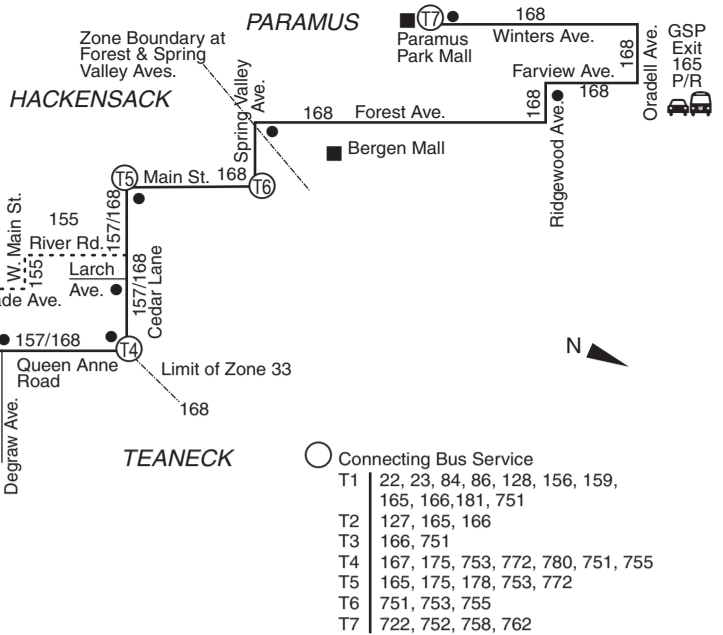 PARAMUS
T7
168
Winters Ave.
Paramus
Park Mall
168
Oradell Ave.
GSP
Exit
165
P/R
Zone Boundary at
Forest & Spring
Valley Aves.
Farview Ave.
168
HACKENSACK
Spring Valley
Ave.
168
Forest Ave.
168
Ridgewood Ave.
Bergen Mall
T5
Main St.
168
T6
W. Main St.
155
157/168
River Rd.
155
Larch
Ave.
157/168
Cedar Lane
ade Ave.
157/168
T4
Queen Anne
Road
Limit of Zone 33
168
N
Degraw Ave.
TEANECK
Connecting Bus Service
T1 22, 23, 84, 86, 128, 156, 159,
165, 166,181, 751
T2 127, 165, 166
T3 166, 751
T4 167, 175, 753, 772, 780, 751, 755
T5 165, 175, 178, 753, 772
T6 751, 753, 755
T7 722, 752, 758, 762